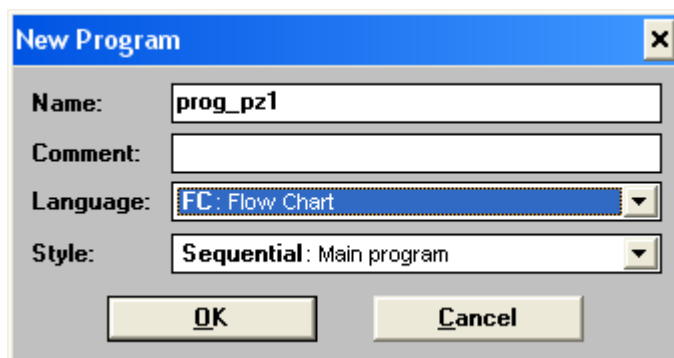 New Program
Name: prog_pz1
Comment:
Language: FC: Flow Chart
Style: Sequential: Main program
OK Cancel